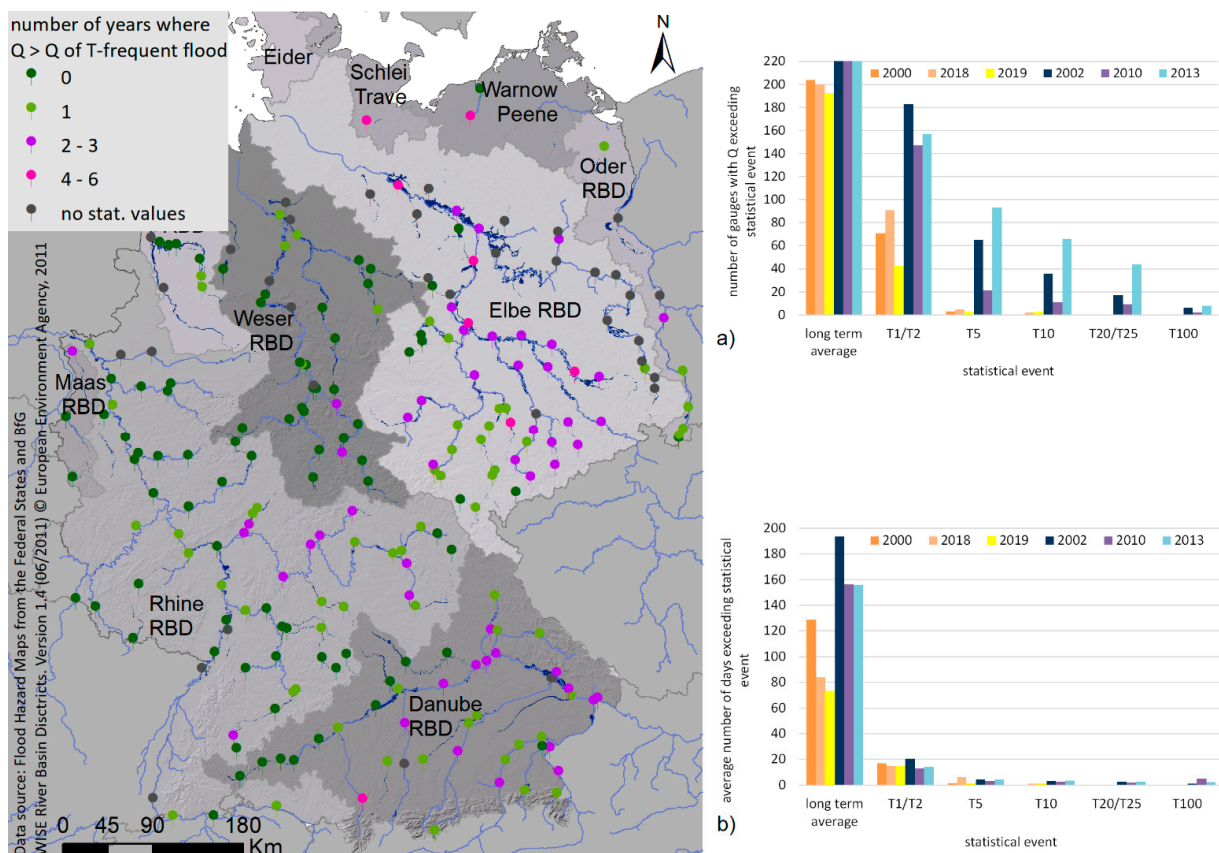 number of years where
Q > Q of T-frequent flood
0
1
2 - 3
4 - 6
no stat. values
Data source: Flood Hazard Maps from the Federal States and BfG
WISE River Basin Disctricts, Version 1.4 (06/2011) © European Environment Agency, 2011
N
Eider
Schlei
Trave
Warnow
Peene
Oder
RBD
RBD
Elbe RBD
Weser
RBD
Maas
RBD
Rhine
RBD
Danube
RBD
0 45 90 180
Km
a)
number of gauges with Q exceeding
statistical event
220
200
180
160
140
120
100
80
60
40
20
0
2000 2018 2019 2002 2010 2013
long term
average
T1/T2 T5 T10 T20/T25 T100
statistical event
b)
average number of days exceeding statistical
event
200
180
160
140
120
100
80
60
40
20
0
2000 2018 2019 2002 2010 2013
long term
average
T1/T2 T5 T10 T20/T25 T100
statistical event